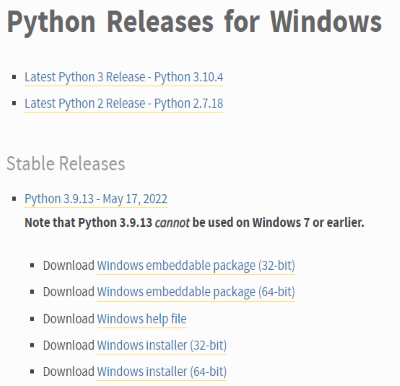 Python Releases for Windows
Latest Python 3 Release - Python 3.10.4
Latest Python 2 Release - Python 2.7.18
Stable Releases
Python 3.9.13 - May 17, 2022
Note that Python 3.9.13 cannot be used on Windows 7 or earlier.
Download Windows embeddable package (32-bit)
Download Windows embeddable package (64-bit)
Download Windows help file
Download Windows installer (32-bit)
Download Windows installer (64-bit)